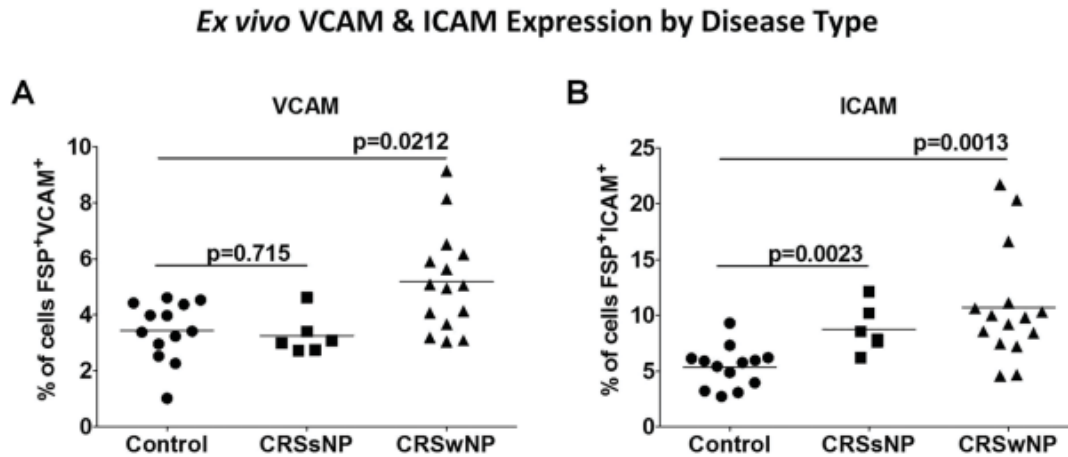 Ex vivo VCAM & ICAM Expression by Disease Type
A
VCAM
% of cells FSP⁺VCAM⁺
10
8
6
4
2
0
p=0.0212
p=0.715
Control CRSsNP CRSwNP
B
ICAM
% of cells FSP⁺ICAM⁺
25
20
15
10
5
0
p=0.0013
p=0.0023
Control CRSsNP CRSwNP